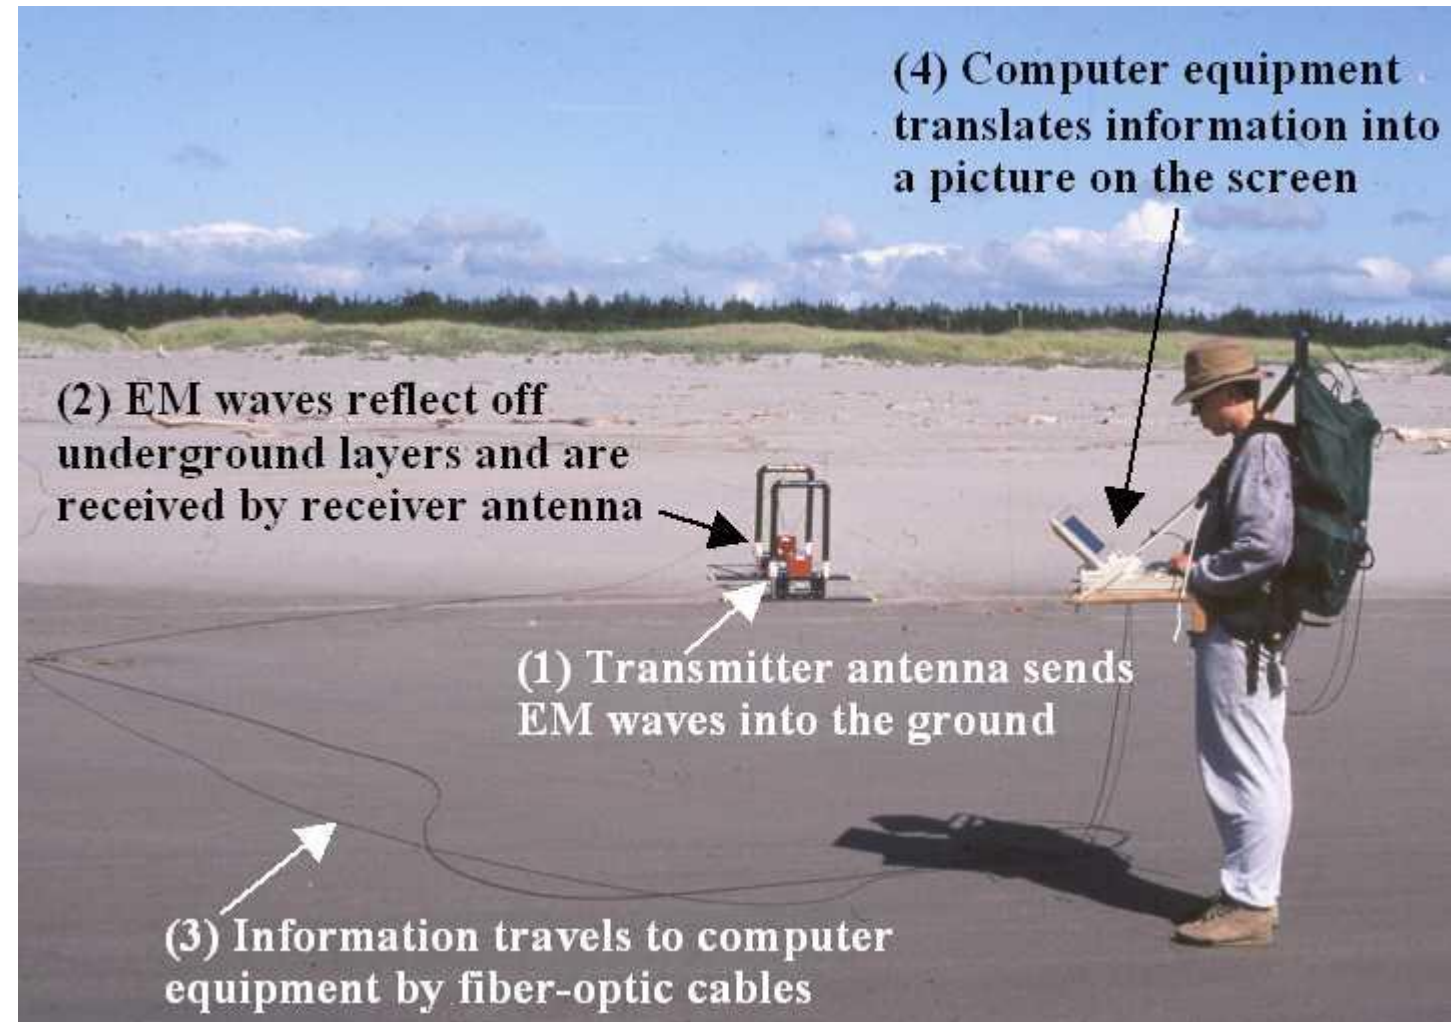 (4) Computer equipment
translates information into
a picture on the screen
(2) EM waves reflect off
underground layers and are
received by receiver antenna
(1) Transmitter antenna sends
EM waves into the ground
(3) Information travels to computer
equipment by fiber-optic cables